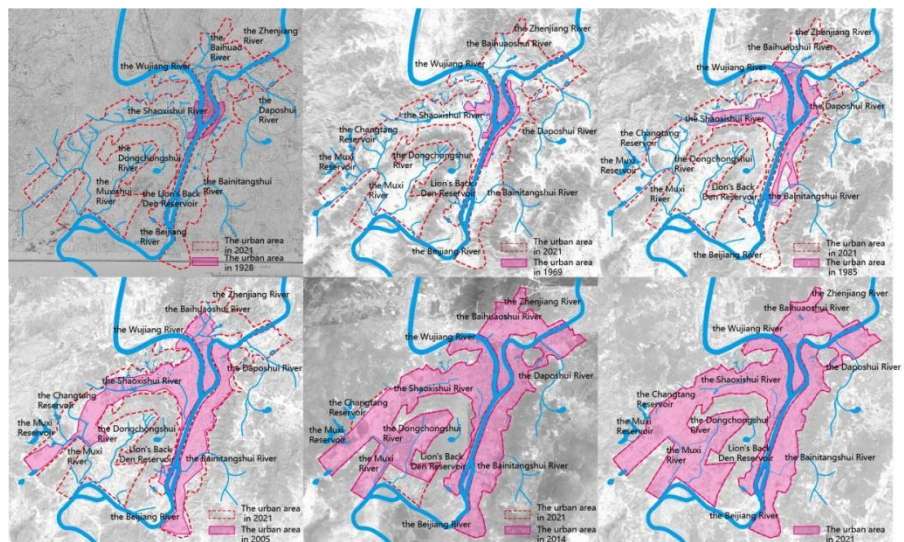 the Zhenjiang
River
the
Baihuao
River
the Wujiang River
the Shaoxishui River
the
Daposhui
River
the
Dongchongshui
River
the
Muxishui
River
the Lion's Back
Den Reservoir
the Bainitangshui
River
the Beijiang
River
The urban area
in 2021
The urban area
in 1928
the Zhenjiang River
the Baihuaoshui River
the Wujiang River
the Shaoxishui River
the Daposhui River
the Changtang
Reservoir
the Muxi
Reservoir
the Dongchongshui
River
the Muxi
River
Lion's Back
Den Reservoir
the Bainitangshui River
the Beijiang River
The urban area
in 2021
The urban area
in 1969
the Zhenjiang River
the Baihuaoshui River
the Wujiang River
the Daposhui River
the Shaoxishui River
the Changtang
Reservoir
the Muxi
Reservoir
the Dongchongshui
River
the Muxi
River
Lion's Back
Den Reservoir
the Bainitangshui River
the Beijiang River
The urban area
in 2021
The urban area
in 1985
the Zhenjiang River
the Baihuaoshui River
the Wujiang River
the Daposhui River
the Shaoxishui River
the Changtang
Reservoir
the Muxi
Reservoir
the Dongchongshui
River
the Muxi
River
Lion's Back
Den Reservoir
the Bainitangshui River
the Beijiang River
The urban area
in 2021
The urban area
in 2005
the Zhenjiang River
the Baihuaoshui River
the Wujiang River
the Daposhui River
the Shaoxishui River
the Changtang
Reservoir
the Muxi
Reservoir
the Dongchongshui
River
the Muxi
River
Lion's Back
Den Reservoir
the Bainitangshui River
the Beijiang River
The urban area
in 2021
The urban area
in 2014
the Zhenjiang River
the Baihuaoshui River
the Wujiang River
the Daposhui River
the Shaoxishui River
the Changtang
Reservoir
the Muxi
Reservoir
the Dongchongshui
River
the Muxi
River
Lion's Back
Den Reservoir
the Bainitangshui River
the Beijiang River
The urban area
in 2021